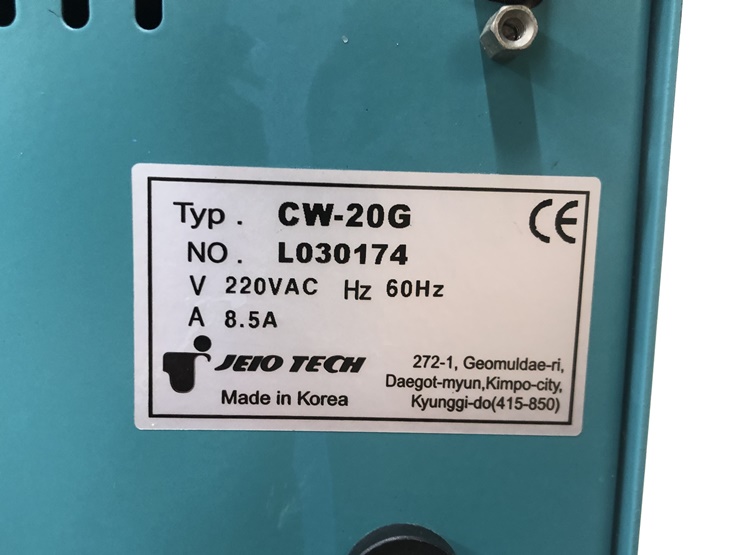 Typ . CW-20G CE
NO . L030174
V 220VAC Hz 60Hz
A 8.5A
JEIO TECH
Made in Korea
272-1, Geomuldae-ri,
Daegot-myun,Kimpo-city,
Kyunggi-do(415-850)